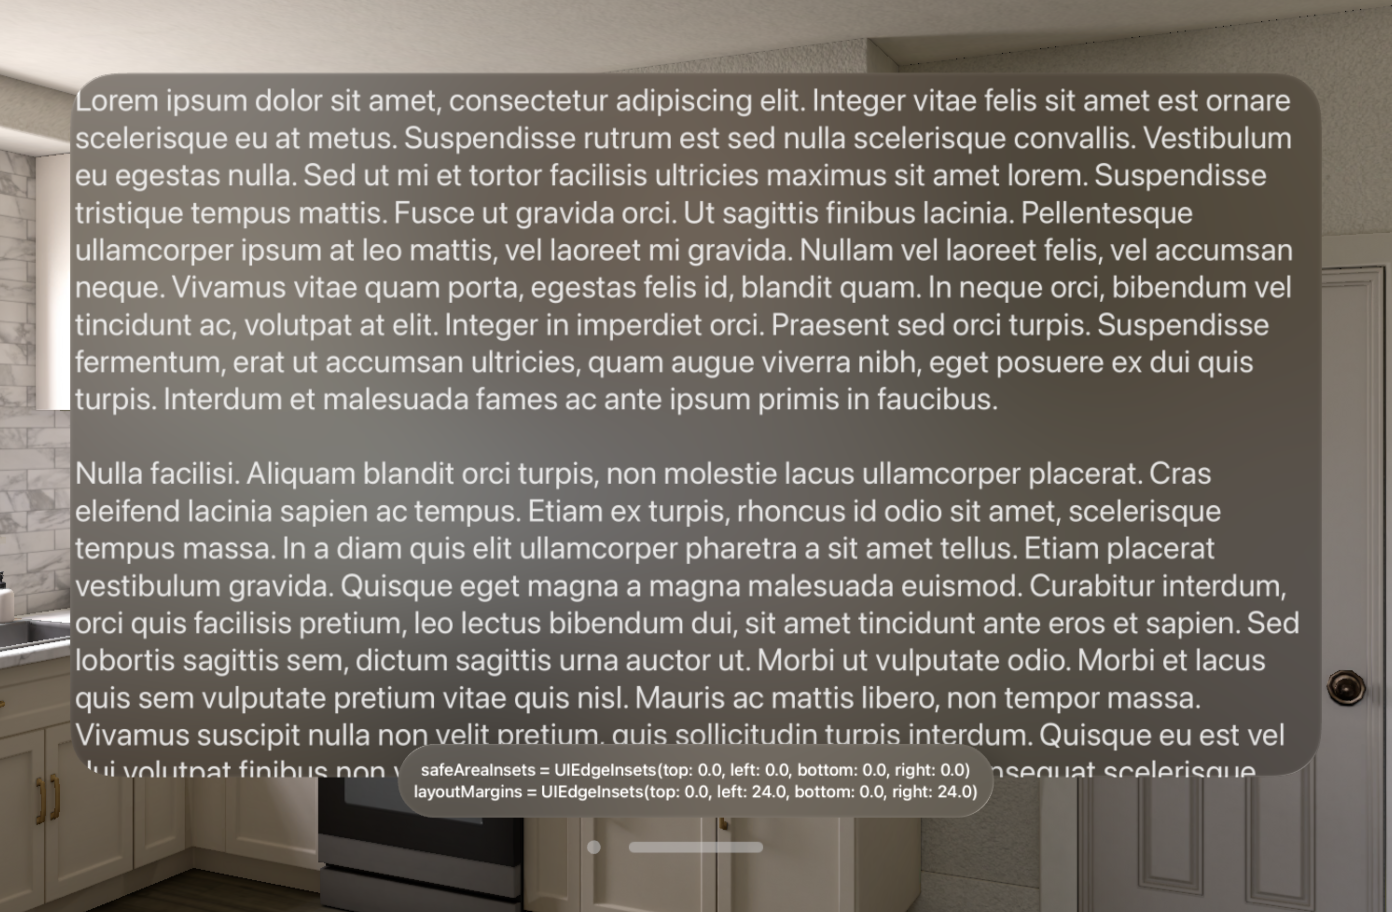 Lorem ipsum dolor sit amet, consectetur adipiscing elit. Integer vitae felis sit amet est ornare
scelerisque eu at metus. Suspendisse rutrum est sed nulla scelerisque convallis. Vestibulum
eu egestas nulla. Sed ut mi et tortor facilisis ultricies maximus sit amet lorem. Suspendisse
tristique tempus mattis. Fusce ut gravida orci. Ut sagittis finibus lacinia. Pellentesque
ullamcorper ipsum at leo mattis, vel laoreet mi gravida. Nullam vel laoreet felis, vel accumsan
neque. Vivamus vitae quam porta, egestas felis id, blandit quam. In neque orci, bibendum vel
tincidunt ac, volutpat at elit. Integer in imperdiet orci. Praesent sed orci turpis. Suspendisse
fermentum, erat ut accumsan ultricies, quam augue viverra nibh, eget posuere ex dui quis
turpis. Interdum et malesuada fames ac ante ipsum primis in faucibus.
Nulla facilisi. Aliquam blandit orci turpis, non molestie lacus ullamcorper placerat. Cras
eleifend lacinia sapien ac tempus. Etiam ex turpis, rhoncus id odio sit amet, scelerisque
tempus massa. In a diam quis elit ullamcorper pharetra a sit amet tellus. Etiam placerat
vestibulum gravida. Quisque eget magna a magna malesuada euismod. Curabitur interdum,
orci quis facilisis pretium, leo lectus bibendum dui, sit amet tincidunt ante eros et sapien. Sed
lobortis sagittis sem, dictum sagittis urna auctor ut. Morbi ut vulputate odio. Morbi et lacus
quis sem vulputate pretium vitae quis nisl. Mauris ac mattis libero, non tempor massa.
Vivamus suscipit nulla non velit pretium, quis sollicitudin turpis interdum. Quisque eu est vel
volutpat finibus non scelerisque
safeAreaInsets = UIEdgeInsets(top: 0.0, left: 0.0, bottom: 0.0, right: 0.0)
layoutMargins = UIEdgeInsets(top: 0.0, left: 24.0, bottom: 0.0, right: 24.0)